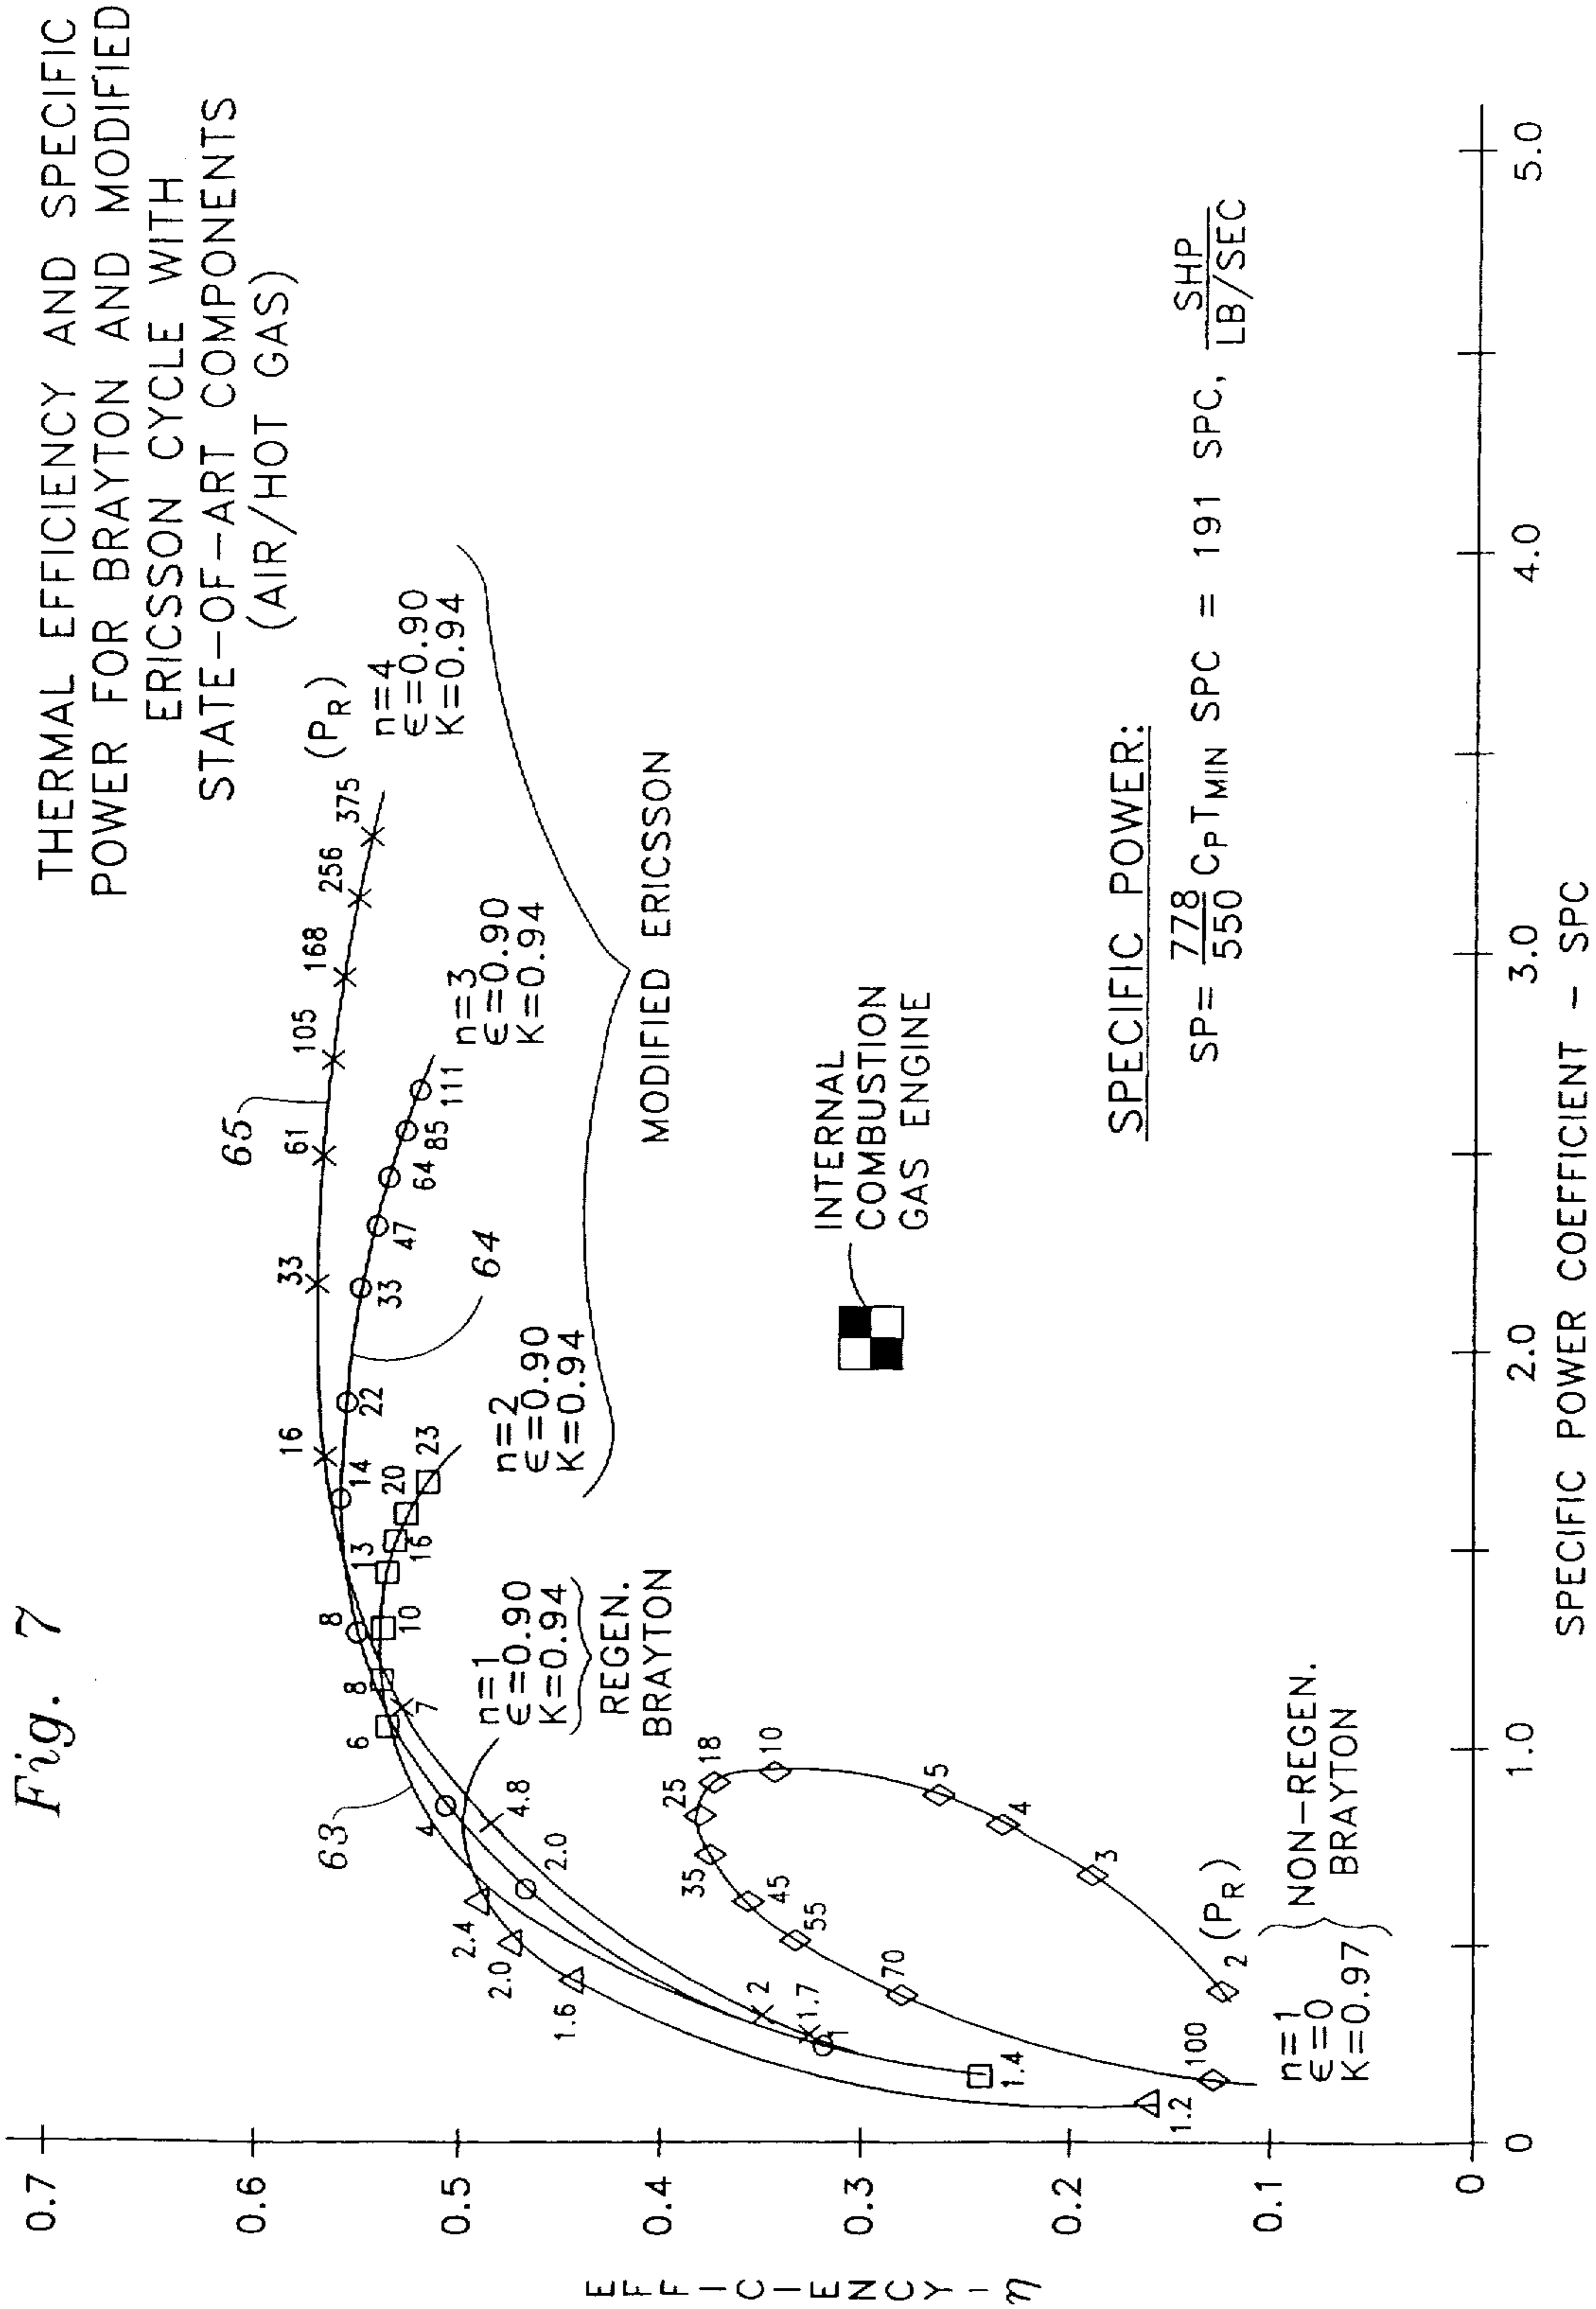 Fig. 7
THERMAL EFFICIENCY AND SPECIFIC
POWER FOR BRAYTON AND MODIFIED
ERICSSON CYCLE WITH
STATE-OF-ART COMPONENTS
(AIR/HOT GAS)
EFFICIENCY-η
0.7
0.6
0.5
0.4
0.3
0.2
0.1
0
65
16
33
61
105
168
256
375
(P_R)
n=4
ϵ=0.90
K=0.94
14
22
33
47
64
85
111
64
n=3
ϵ=0.90
K=0.94
63
4
6
8
8
10
13
16
20
23
n=2
ϵ=0.90
K=0.94
MODIFIED ERICSSON
7
4.8
2.0
2
1.7
1
1.4
2.4
2.0
1.6
1.2
n=1
ϵ=0.90
K=0.94
REGEN.
BRAYTON
25
18
10
35
45
55
70
100
5
4
3
2 (P_R)
n=1
ϵ=0
K=0.97
NON-REGEN.
BRAYTON
INTERNAL
COMBUSTION
GAS ENGINE
SPECIFIC POWER:
SP= 778/550 C_P T_MIN SPC = 191 SPC, SHP/LB/SEC
0
1.0
2.0
3.0
4.0
5.0
SPECIFIC POWER COEFFICIENT - SPC